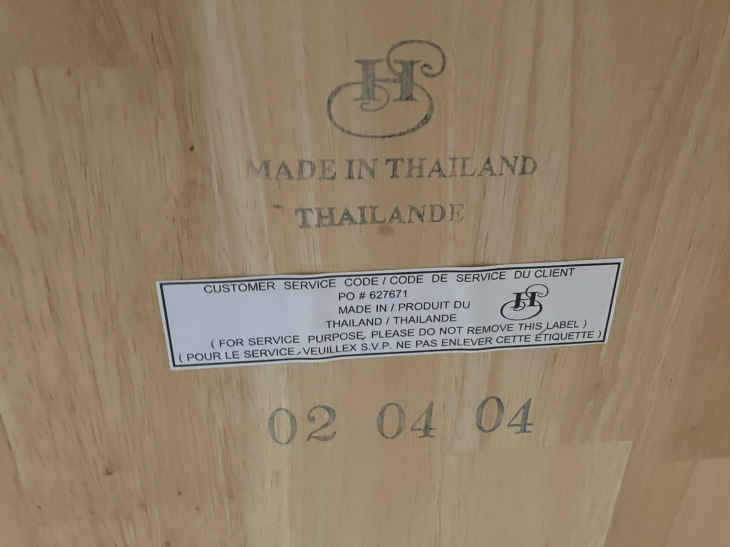 H
MADE IN THAILAND
THAILANDE
CUSTOMER SERVICE CODE / CODE DE SERVICE DU CLIENT
PO # 627671
MADE IN / PRODUIT DU
THAILAND / THAILANDE
H
( FOR SERVICE PURPOSE, PLEASE DO NOT REMOVE THIS LABEL )
( POUR LE SERVICE, VEUILLEX S.V.P. NE PAS ENLEVER CETTE ÉTIQUETTE )
02 04 04